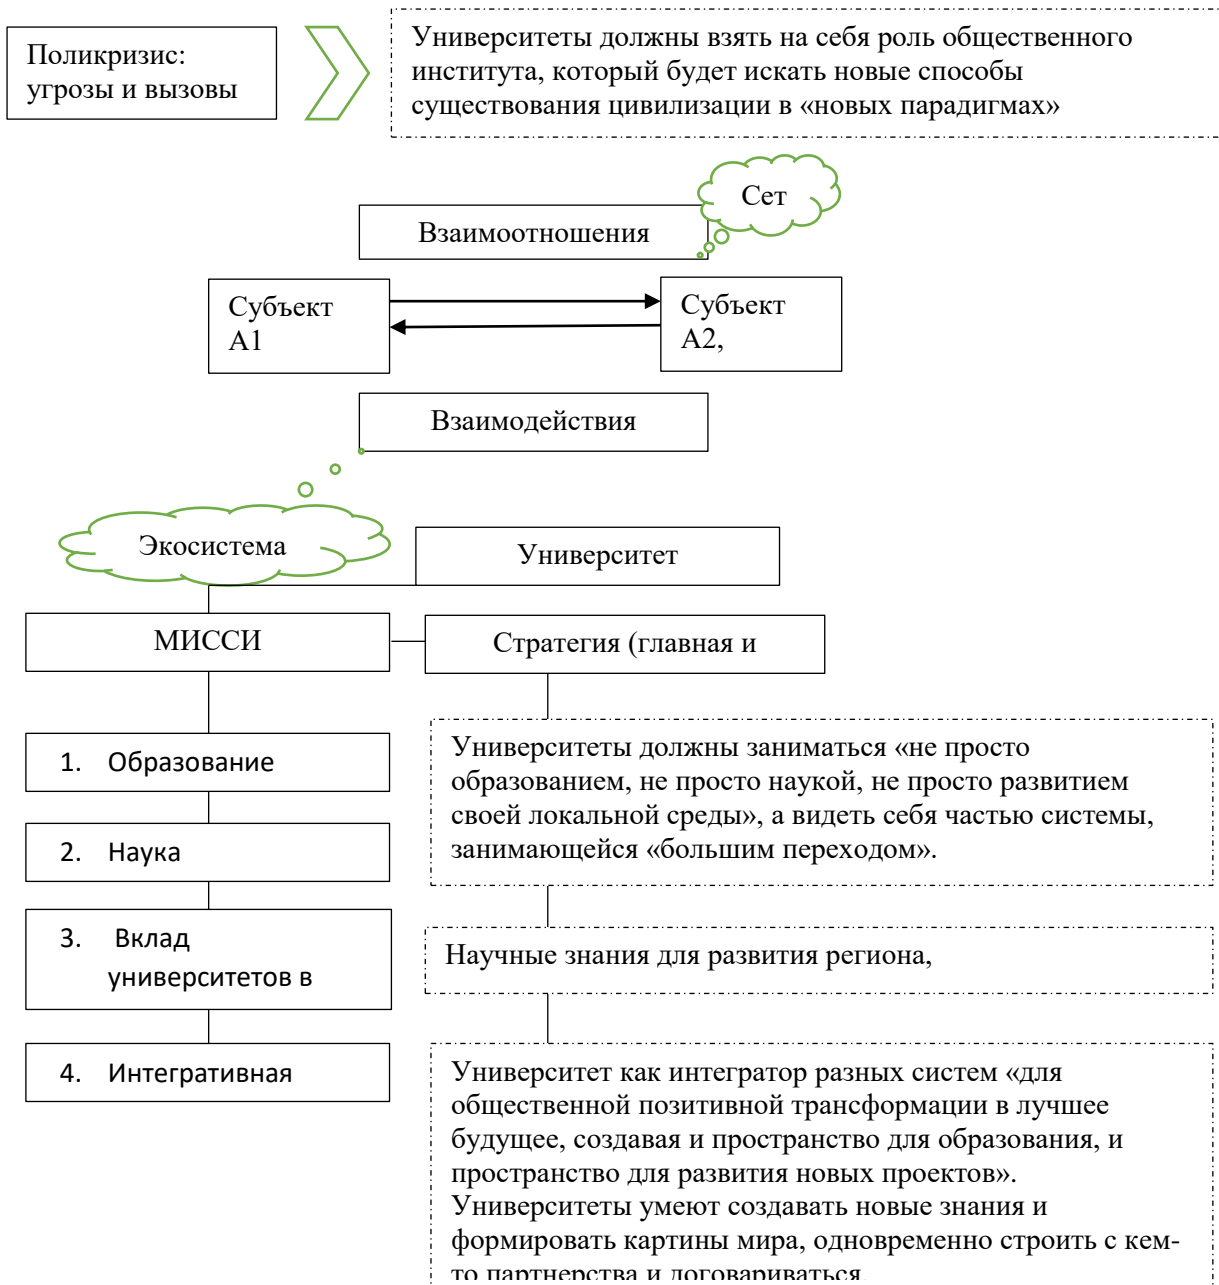 Поликризис:
угрозы и вызовы
Университеты должны взять на себя роль общественного
института, который будет искать новые способы
существования цивилизации в «новых парадигмах»
Сет
Взаимоотношения
Субъект
А1
Субъект
А2,
Взаимодействия
Экосистема
Университет
МИССИ
Стратегия (главная и
1. Образование
Университеты должны заниматься «не просто
образованием, не просто наукой, не просто развитием
своей локальной среды», а видеть себя частью системы,
занимающейся «большим переходом».
2. Наука
3. Вклад
университетов в
Научные знания для развития региона,
4. Интегративная
Университет как интегратор разных систем «для
общественной позитивной трансформации в лучшее
будущее, создавая и пространство для образования, и
пространство для развития новых проектов».
Университеты умеют создавать новые знания и
формировать картины мира, одновременно строить с кем-
то партнерства и договариваться.